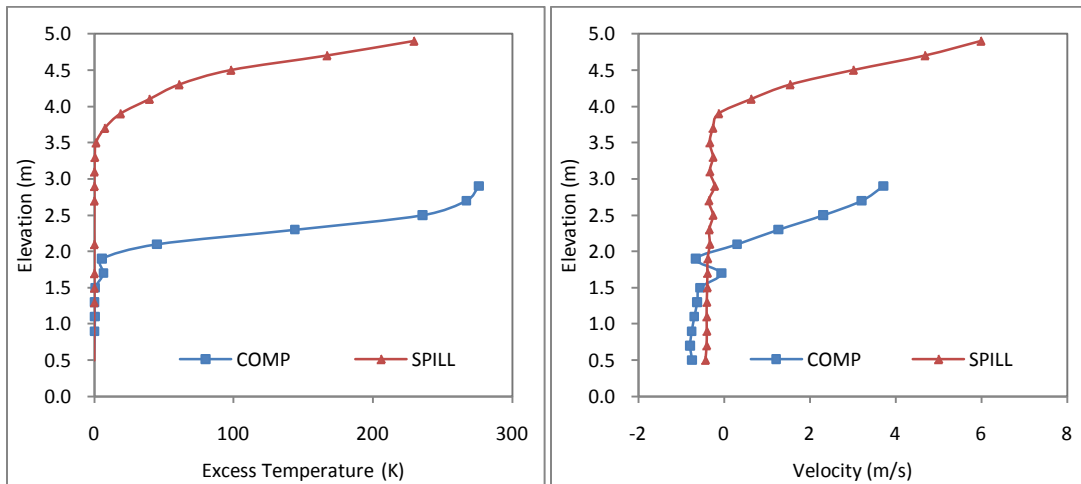 5.0
4.5
4.0
3.5
3.0
2.5
2.0
1.5
1.0
0.5
0.0
Elevation (m)
COMP SPILL
0 100 200 300
Excess Temperature (K)
5.0
4.5
4.0
3.5
3.0
2.5
2.0
1.5
1.0
0.5
0.0
Elevation (m)
COMP SPILL
-2 0 2 4 6 8
Velocity (m/s)